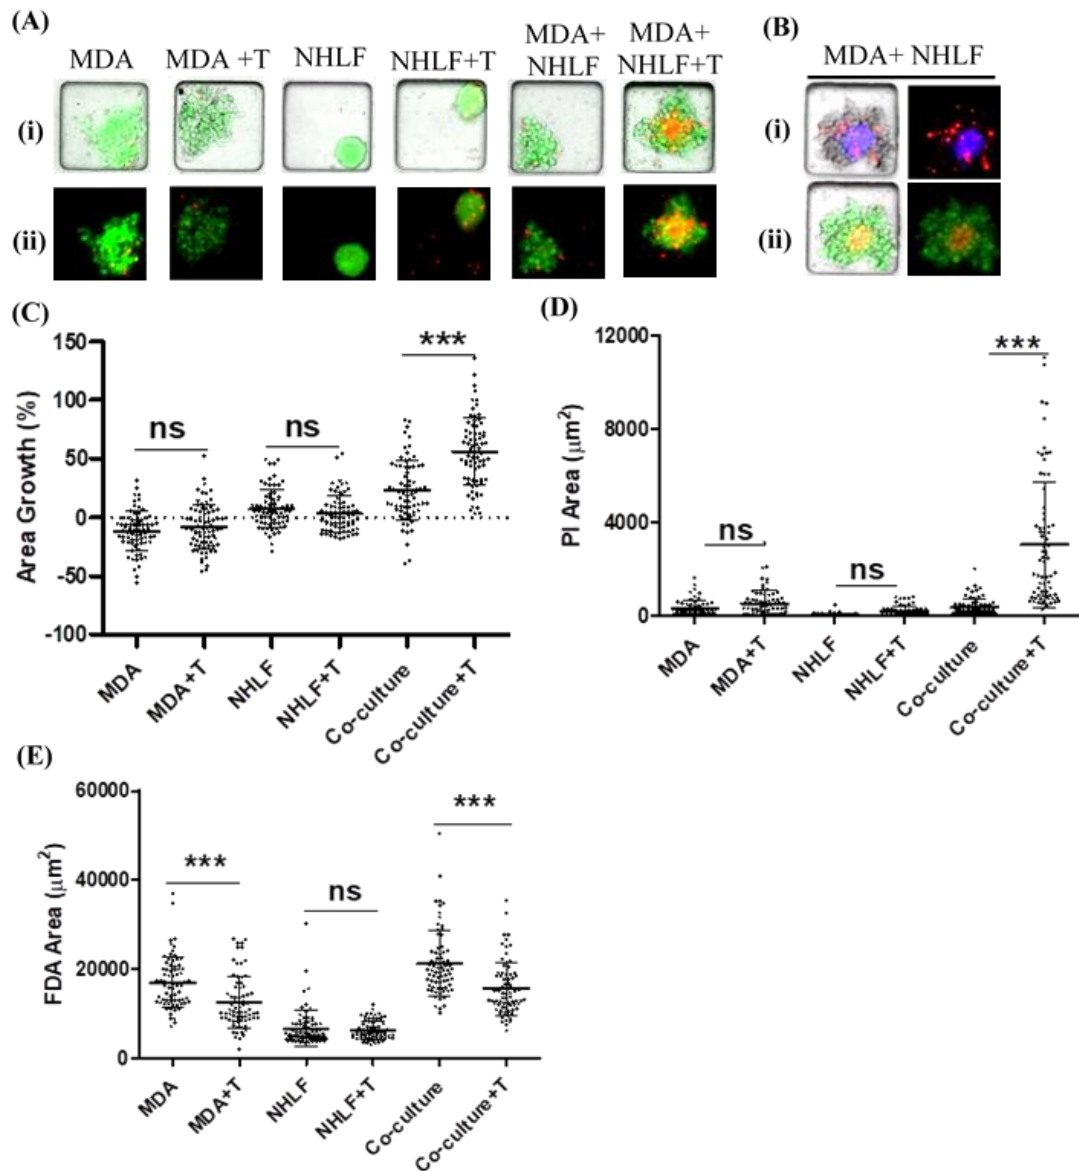 (A)
MDA MDA +T NHLF NHLF+T MDA+ NHLF MDA+ NHLF+T
(i)
(ii)
(B)
MDA+ NHLF
(i)
(ii)
(C)
Area Growth (%)
150
100
50
0
-50
-100
ns
ns
***
MDA
MDA+T
NHLF
NHLF+T
Co-culture
Co-culture+T
(D)
PI Area (μm²)
12000
8000
4000
0
ns
ns
***
MDA
MDA+T
NHLF
NHLF+T
Co-culture
Co-culture+T
(E)
FDA Area (μm²)
60000
40000
20000
0
***
ns
***
MDA
MDA+T
NHLF
NHLF+T
Co-culture
Co-culture+T